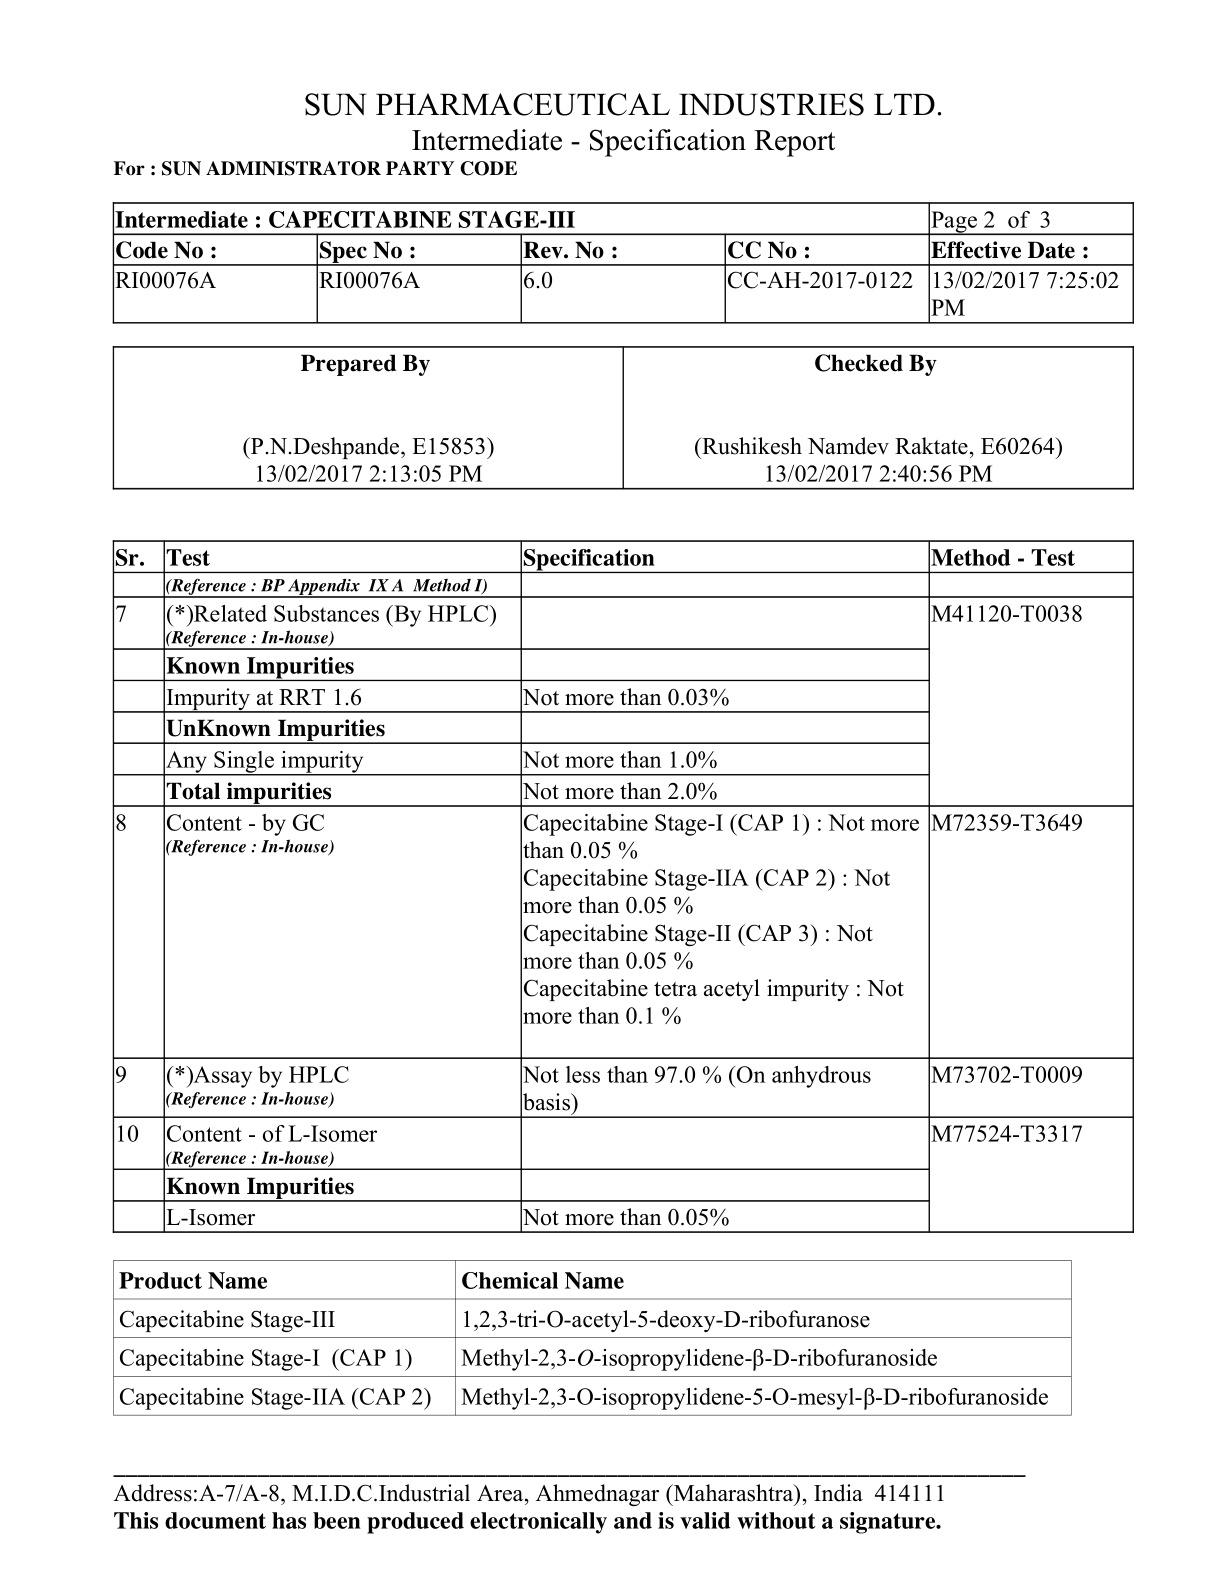 SUN PHARMACEUTICAL INDUSTRIES LTD.
Intermediate - Specification Report
For : SUN ADMINISTRATOR PARTY CODE
Intermediate : CAPECITABINE STAGE-III Page 2 of 3
Code No : Spec No : Rev. No : CC No : Effective Date :
RI00076A RI00076A 6.0 CC-AH-2017-0122 13/02/2017 7:25:02
PM
Prepared By Checked By
(P.N.Deshpande, E15853) (Rushikesh Namdev Raktate, E60264)
13/02/2017 2:13:05 PM 13/02/2017 2:40:56 PM
Sr. Test Specification Method - Test
(Reference : BP Appendix IX A Method I)
7 (*)Related Substances (By HPLC) M41120-T0038
(Reference : In-house)
Known Impurities
Impurity at RRT 1.6 Not more than 0.03%
UnKnown Impurities
Any Single impurity Not more than 1.0%
Total impurities Not more than 2.0%
8 Content - by GC Capecitabine Stage-I (CAP 1) : Not more M72359-T3649
(Reference : In-house) than 0.05 %
Capecitabine Stage-IIA (CAP 2) : Not
more than 0.05 %
Capecitabine Stage-II (CAP 3) : Not
more than 0.05 %
Capecitabine tetra acetyl impurity : Not
more than 0.1 %
9 (*)Assay by HPLC Not less than 97.0 % (On anhydrous M73702-T0009
(Reference : In-house) basis)
10 Content - of L-Isomer M77524-T3317
(Reference : In-house)
Known Impurities
L-Isomer Not more than 0.05%
Product Name Chemical Name
Capecitabine Stage-III 1,2,3-tri-O-acetyl-5-deoxy-D-ribofuranose
Capecitabine Stage-I (CAP 1) Methyl-2,3-O-isopropylidene-β-D-ribofuranoside
Capecitabine Stage-IIA (CAP 2) Methyl-2,3-O-isopropylidene-5-O-mesyl-β-D-ribofuranoside
Address:A-7/A-8, M.I.D.C.Industrial Area, Ahmednagar (Maharashtra), India 414111
This document has been produced electronically and is valid without a signature.